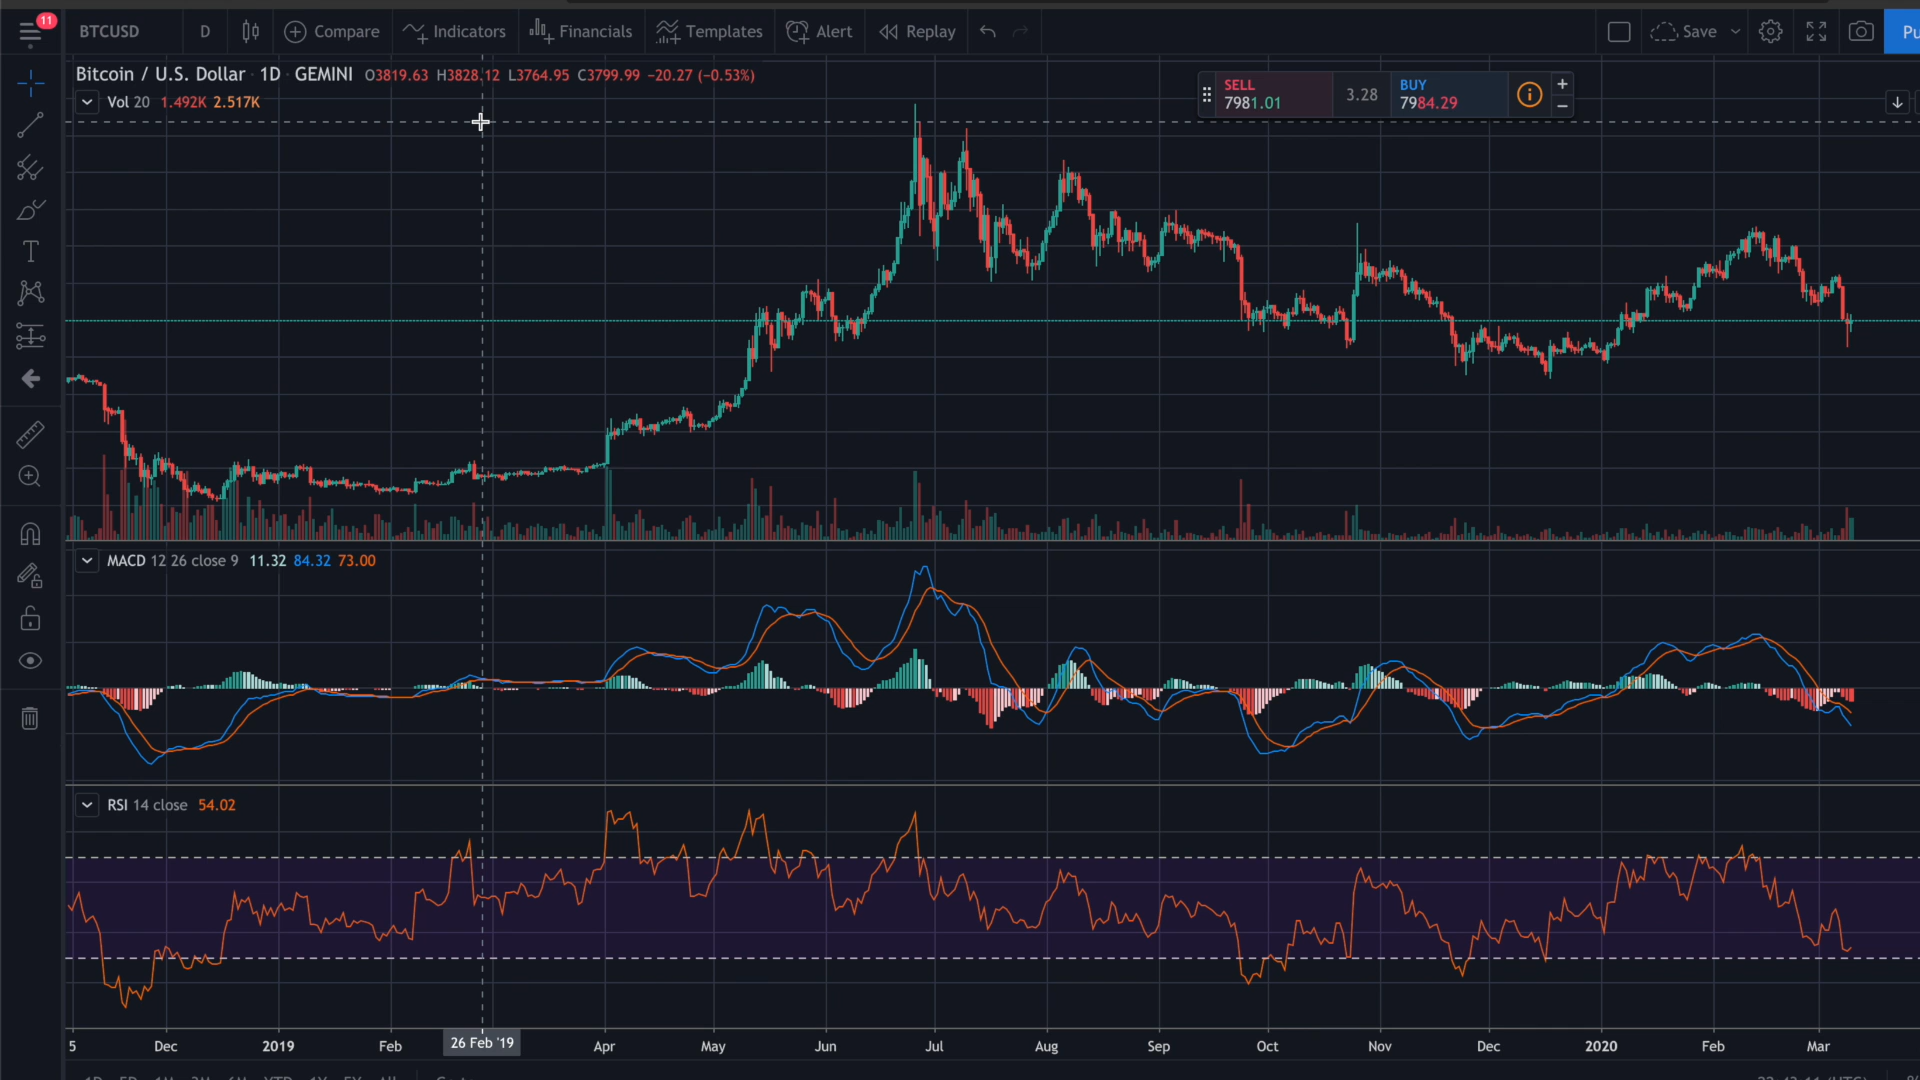 11
BTCUSD D Compare Indicators Financials Templates Alert Replay Save
Bitcoin / U.S. Dollar · 1D · GEMINI O3819.63 H3828.12 L3764.95 C3799.99 −20.27 (−0.53%)
Vol 20 1.492K 2.517K
SELL 3.28 BUY
7981.01 7984.29
MACD 12 26 close 9 11.32 84.32 73.00
RSI 14 close 54.02
5 Dec 2019 Feb 26 Feb '19 Apr May Jun Jul Aug Sep Oct Nov Dec 2020 Feb Mar